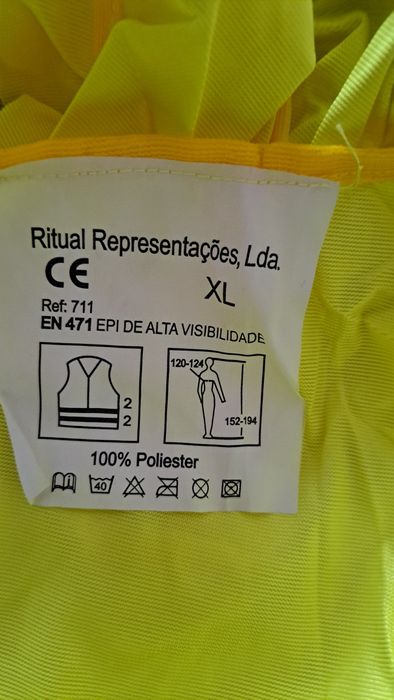 Ritual Representações, Lda.
CE
XL
Ref: 711
EN 471 EPI DE ALTA VISIBILIDADE
2
2
120-124
152-194
100% Poliester
40